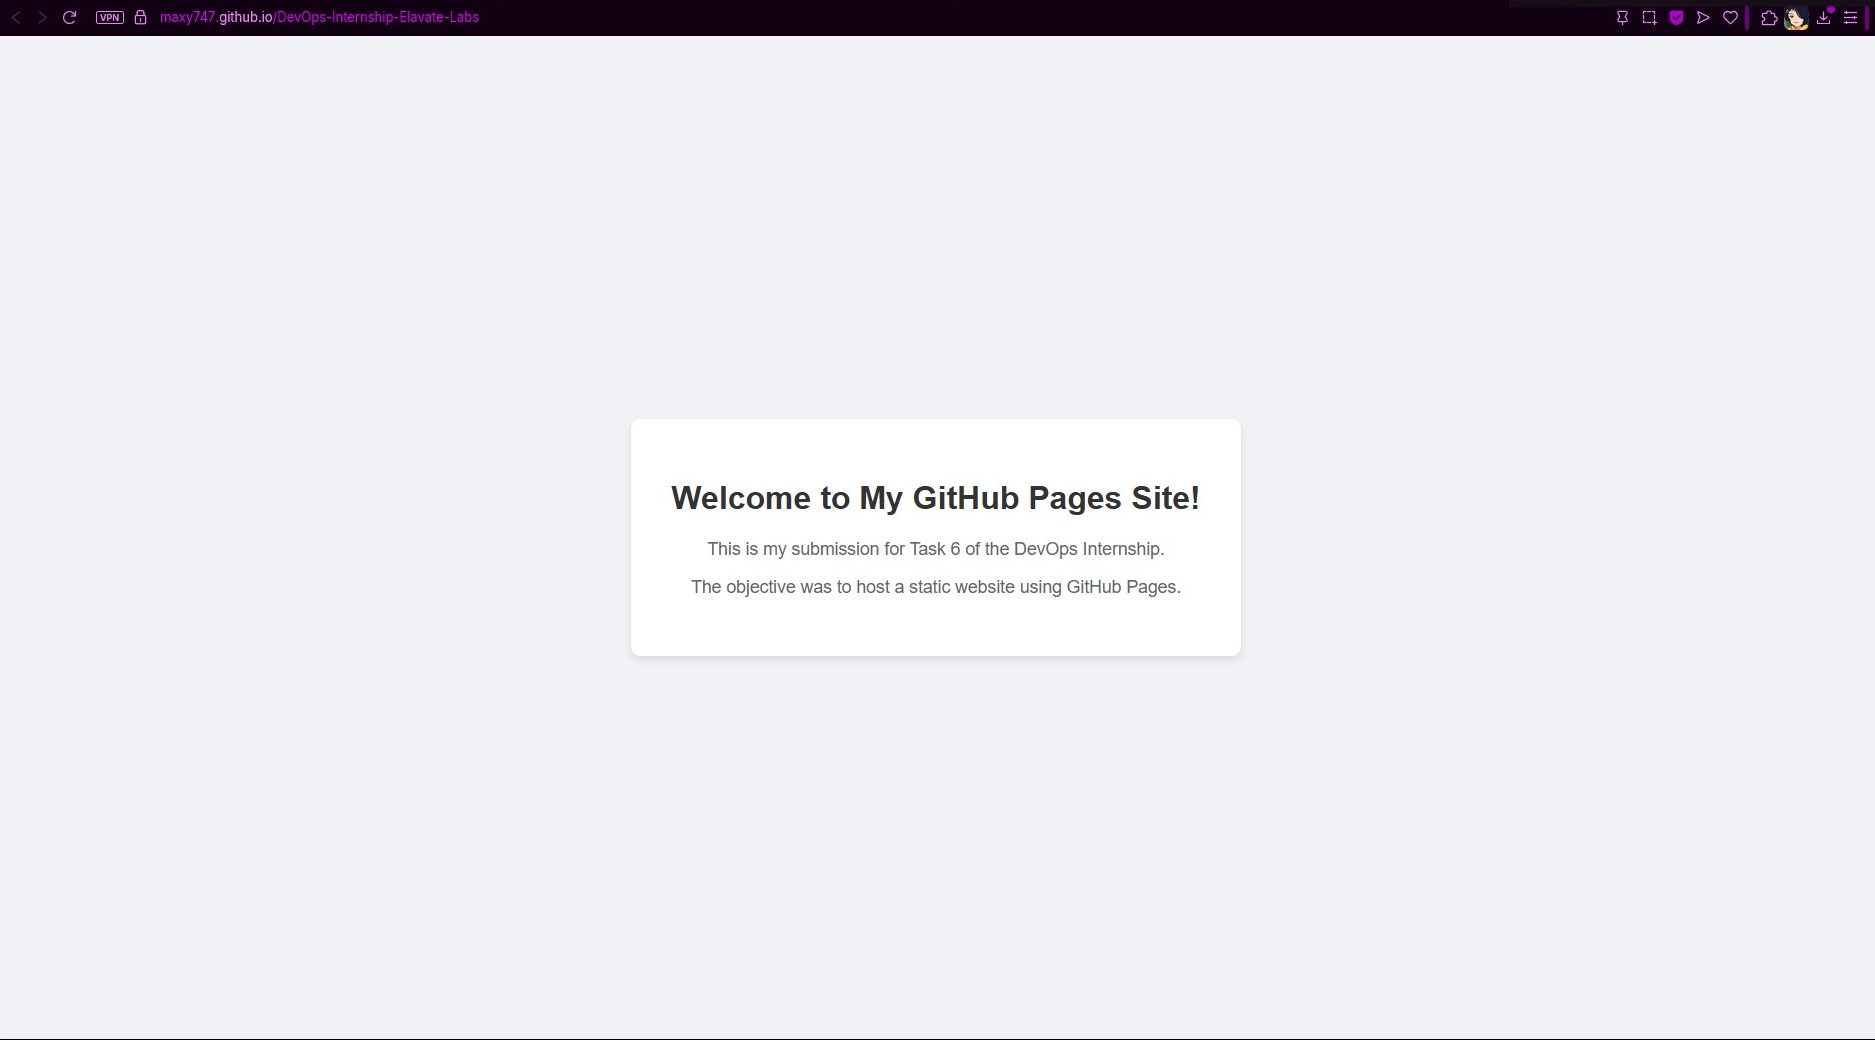 VPN
maxy747.github.io/DevOps-Internship-Elavate-Labs
Welcome to My GitHub Pages Site!
This is my submission for Task 6 of the DevOps Internship.
The objective was to host a static website using GitHub Pages.